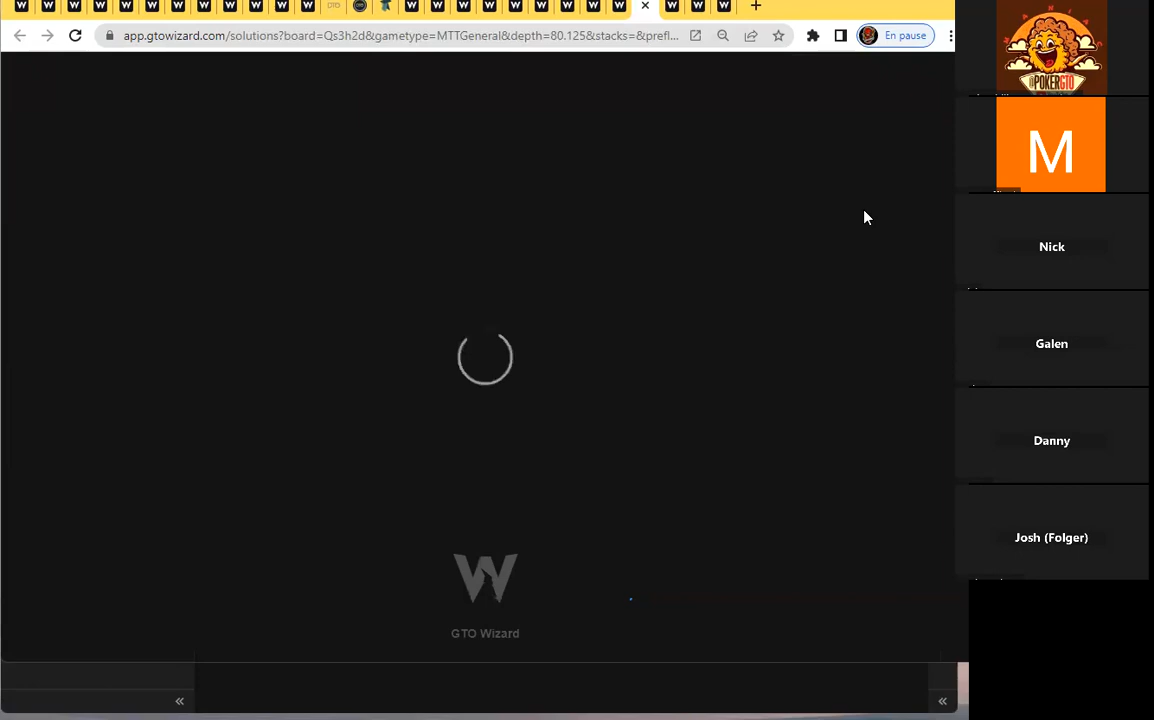 app.gtowizard.com/solutions?board=Qs3h2d&gametype=MTTGeneral&depth=80.125&stacks=&prefl...
En pause
@POKERGTO
M
Nick
Galen
Danny
Josh (Folger)
W
GTO Wizard